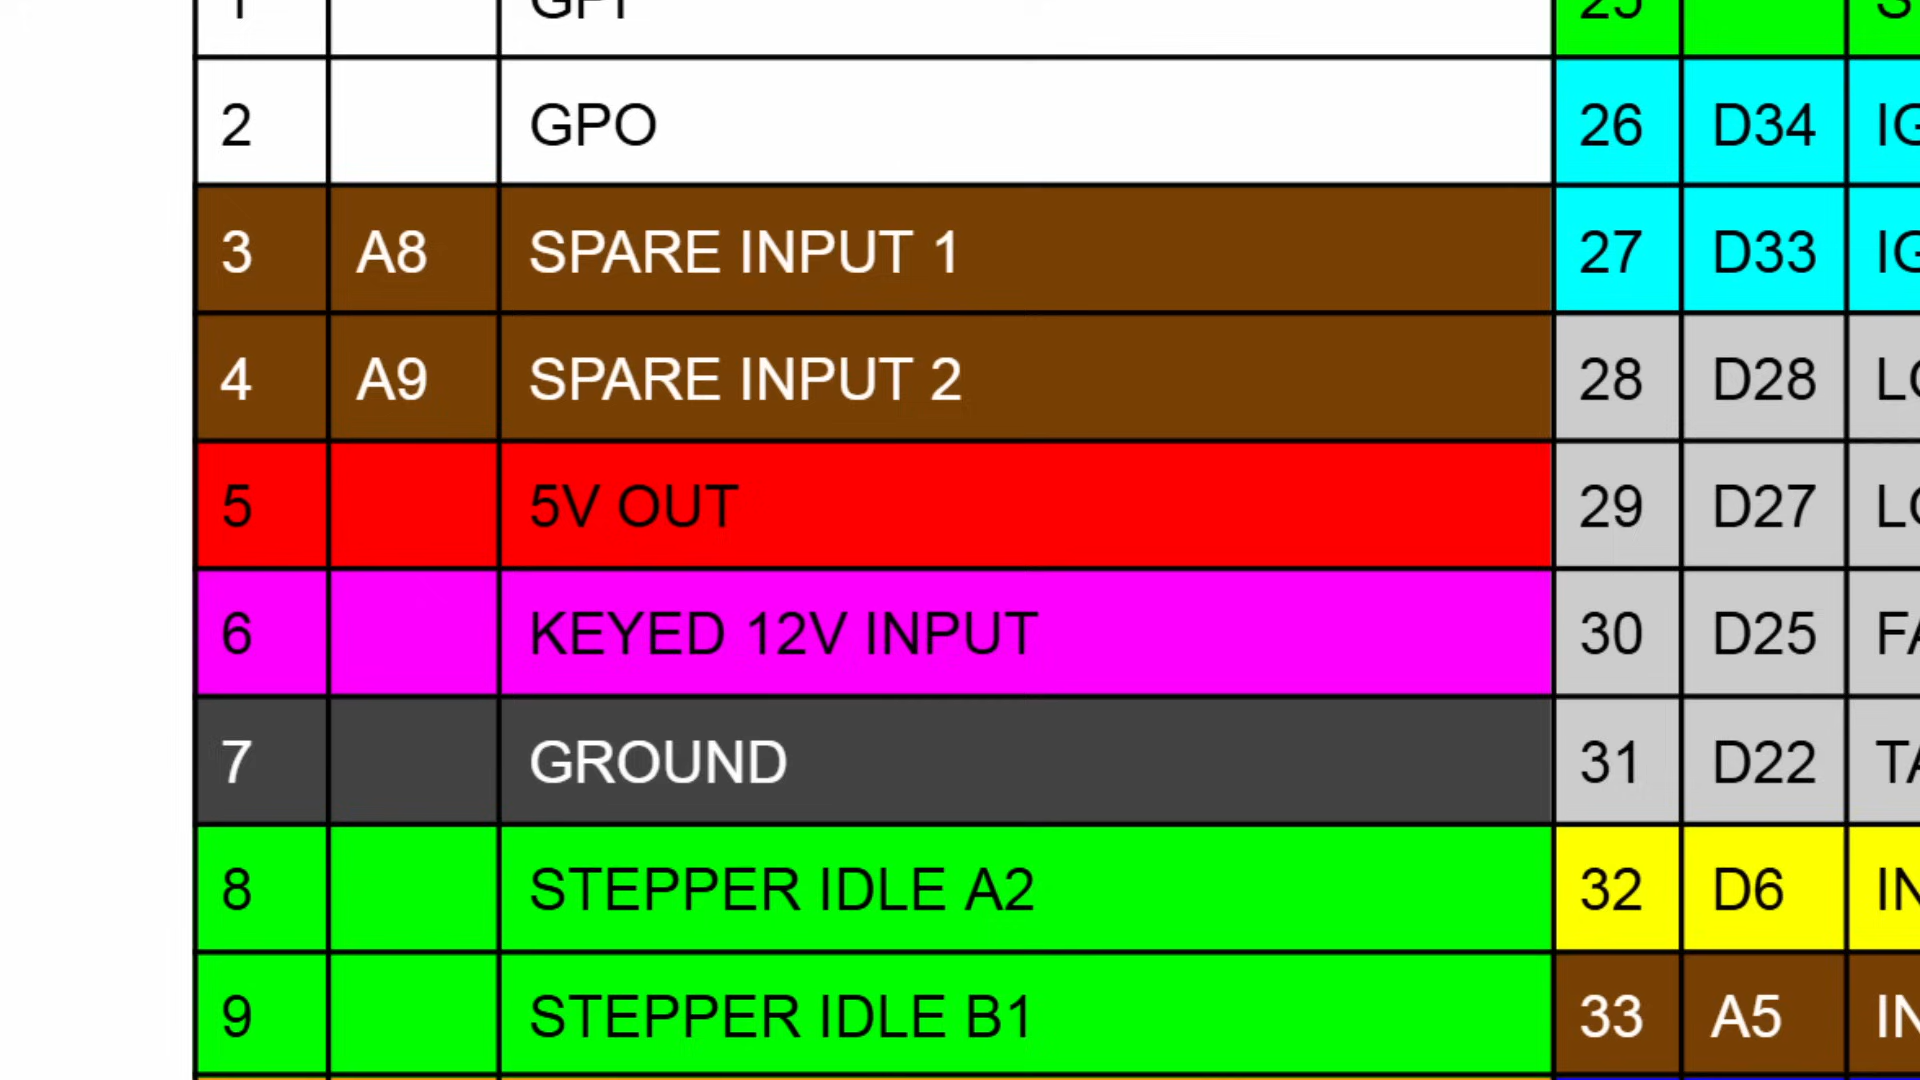 2 GPO 26 D34
3 A8 SPARE INPUT 1 27 D33
4 A9 SPARE INPUT 2 28 D28
5 5V OUT 29 D27
6 KEYED 12V INPUT 30 D25
7 GROUND 31 D22
8 STEPPER IDLE A2 32 D6
9 STEPPER IDLE B1 33 A5